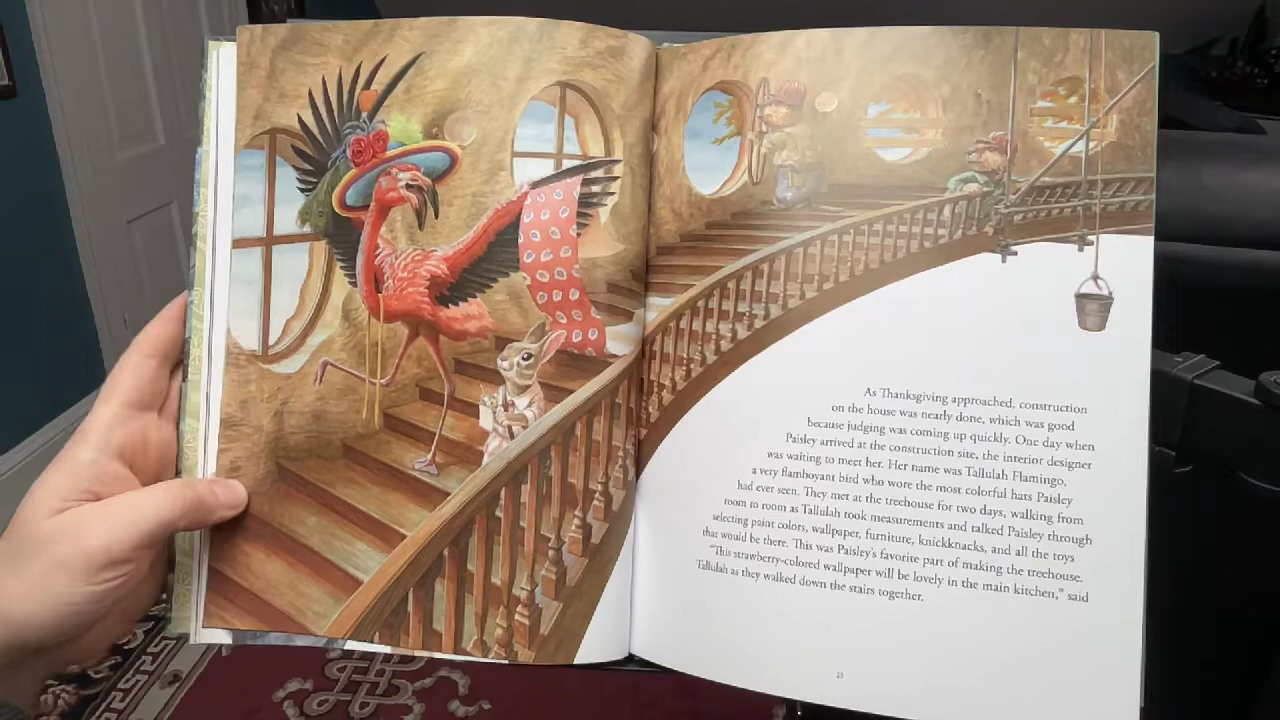 As Thanksgiving approached, construction
on the house was nearly done, which was good
because judging was coming up quickly. One day when
Paisley arrived at the construction site, the interior designer
was waiting to meet her. Her name was Tallulah Flamingo,
a very flamboyant bird who wore the most colorful hats Paisley
had ever seen. They met at the treehouse for two days, walking from
room to room as Tallulah took measurements and talked Paisley through
selecting paint colors, wallpaper, furniture, knickknacks, and all the toys
that would be there. This was Paisley's favorite part of making the treehouse.
"This strawberry-colored wallpaper will be lovely in the main kitchen," said
Tallulah as they walked down the stairs together.
23